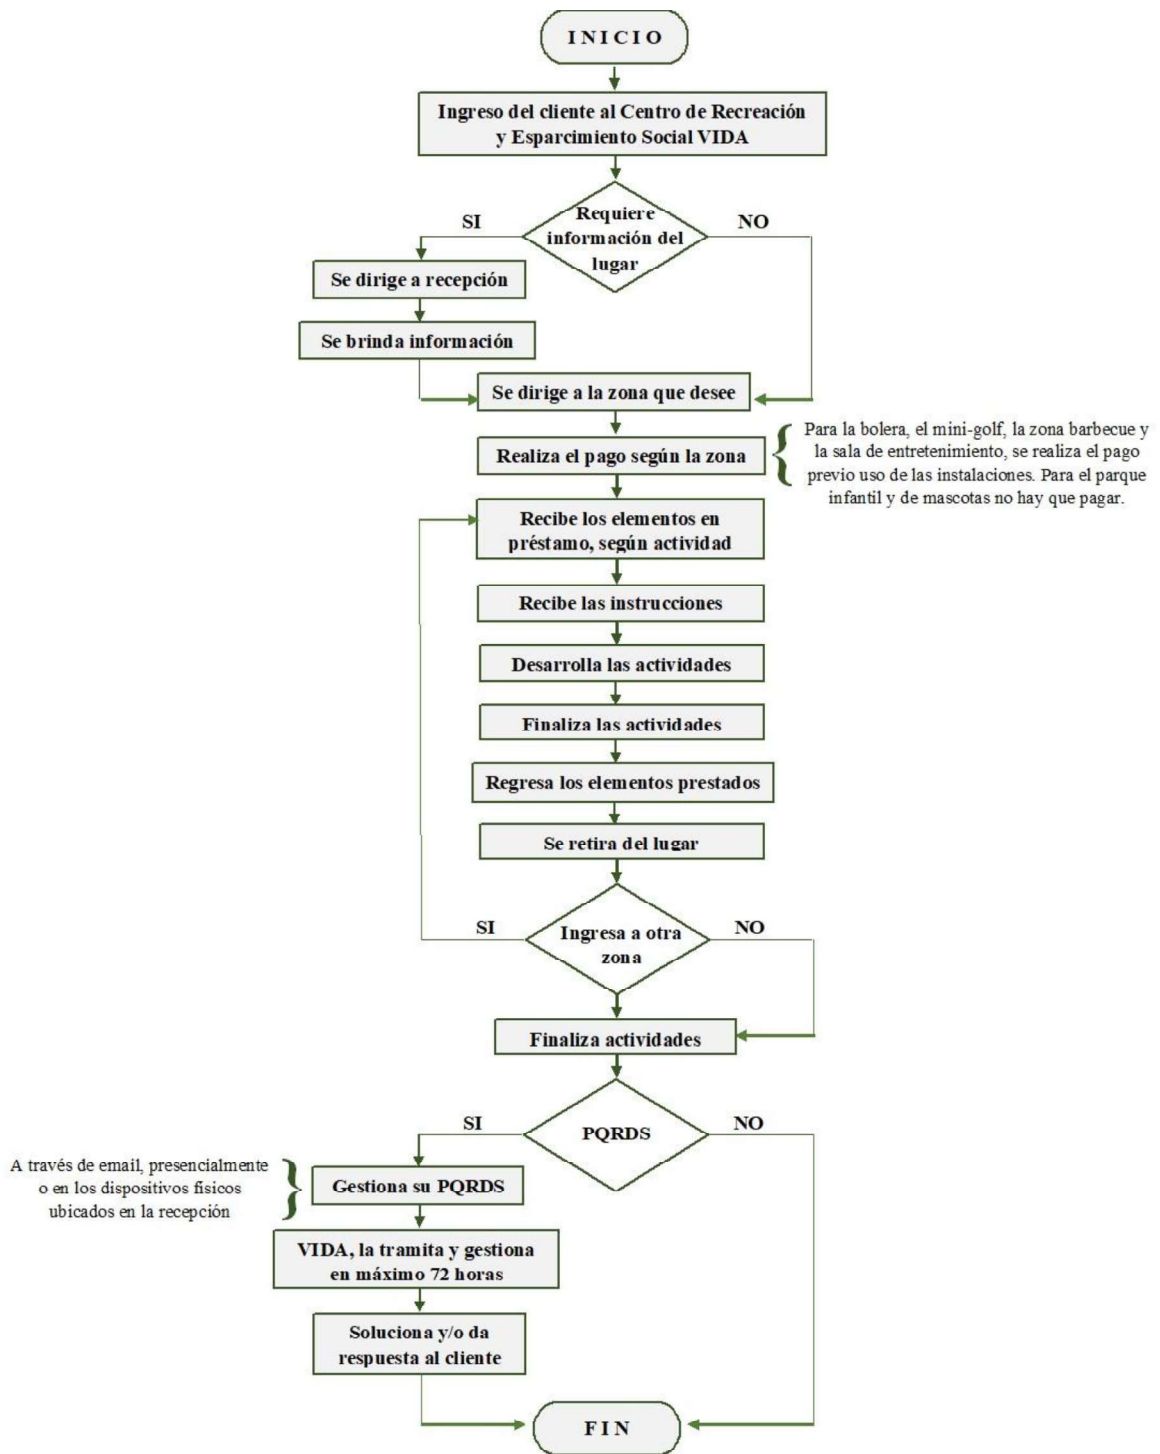 INICIO
Ingreso del cliente al Centro de Recreación
y Esparcimiento Social VIDA
Requiere
información del
lugar
SI
NO
Se dirige a recepción
Se brinda información
Se dirige a la zona que desee
Realiza el pago según la zona
Para la bolera, el mini-golf, la zona barbecue y
la sala de entretenimiento, se realiza el pago
previo uso de las instalaciones. Para el parque
infantil y de mascotas no hay que pagar.
Recibe los elementos en
préstamo, según actividad
Recibe las instrucciones
Desarrolla las actividades
Finaliza las actividades
Regresa los elementos prestados
Se retira del lugar
Ingresa a otra
zona
SI
NO
Finaliza actividades
PQRDS
SI
NO
A través de email, presencialmente
o en los dispositivos físicos
ubicados en la recepción
Gestiona su PQRDS
VIDA, la tramita y gestiona
en máximo 72 horas
Soluciona y/o da
respuesta al cliente
FIN